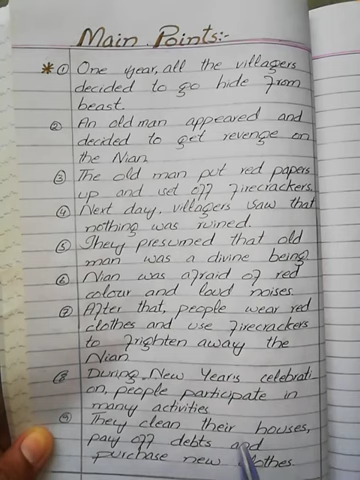 Main Points:-
* ① One year, all the villagers
decided to go hide from
beast.
② An old man appeared and
decided to get revenge on
the Nian
③ The old man put red papers
up and set off firecrackers.
④ Next day, villagers saw that
nothing was ruined.
⑤ They presumed that old
man was a divine being
⑥ Nian was afraid of red
colour and loud noises.
⑦ After that, people wear red
clothes and use firecrackers
to frighten away the
Nian
⑧ During New Year's celebrati-
on, people participate in
many activities
⑨ They clean their houses,
pay off debts and
purchase new clothes.